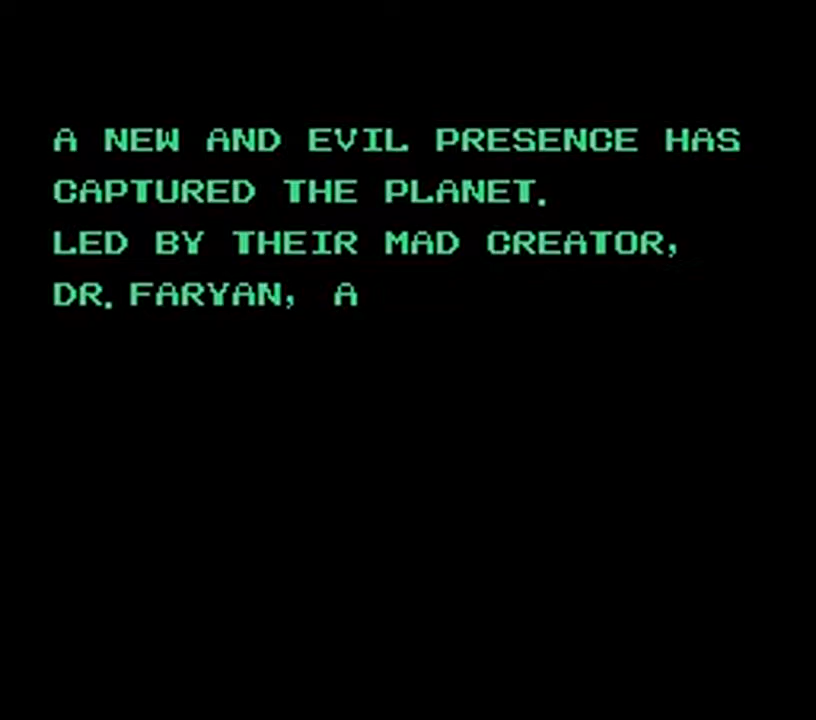 A NEW AND EVIL PRESENCE HAS
CAPTURED THE PLANET.
LED BY THEIR MAD CREATOR,
DR. FARYAN, A